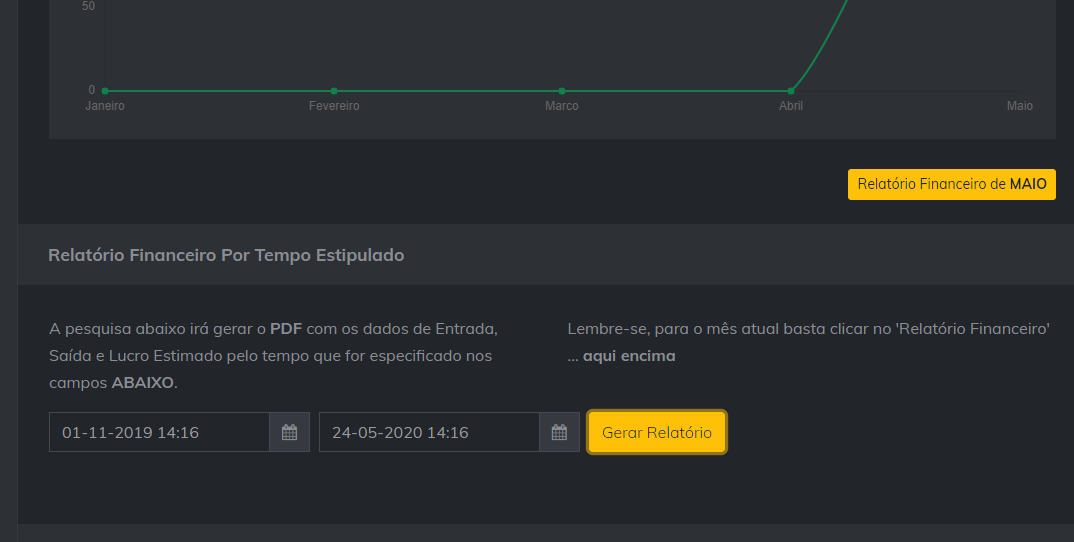 50
0
Janeiro Fevereiro Marco Abril Maio
Relatório Financeiro de MAIO
Relatório Financeiro Por Tempo Estipulado
A pesquisa abaixo irá gerar o PDF com os dados de Entrada,
Saída e Lucro Estimado pelo tempo que for especificado nos
campos ABAIXO.
Lembre-se, para o mês atual basta clicar no 'Relatório Financeiro'
... aqui encima
01-11-2019 14:16 24-05-2020 14:16 Gerar Relatório